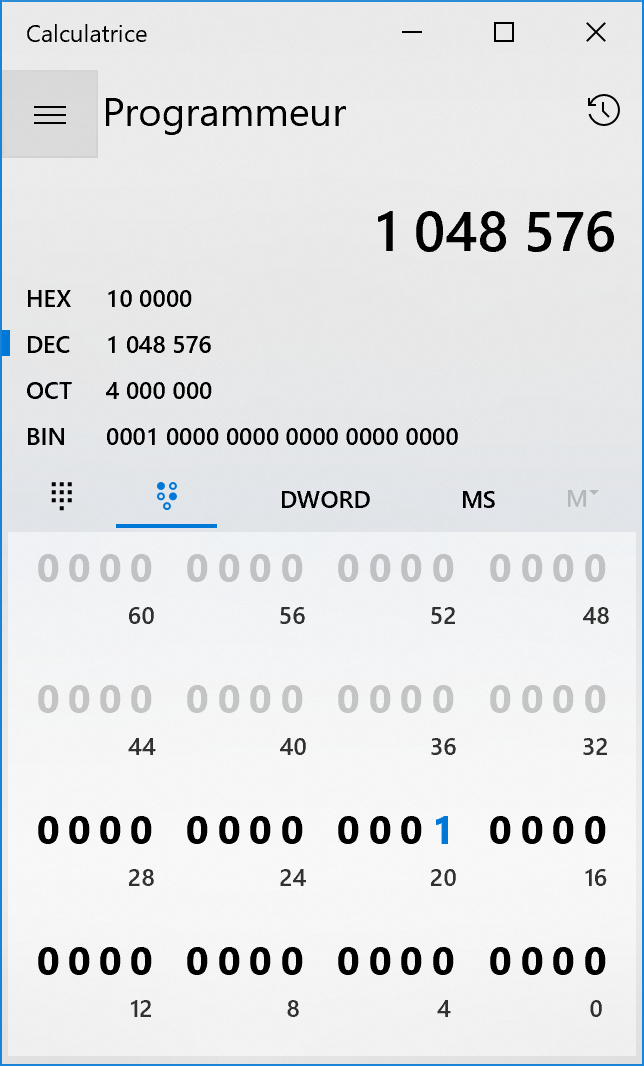 Calculatrice
Programmeur
1 048 576
HEX 10 0000
DEC 1 048 576
OCT 4 000 000
BIN 0001 0000 0000 0000 0000 0000
DWORD MS M
0000 0000 0000 0000
60 56 52 48
0000 0000 0000 0000
44 40 36 32
0000 0000 0001 0000
28 24 20 16
0000 0000 0000 0000
12 8 4 0